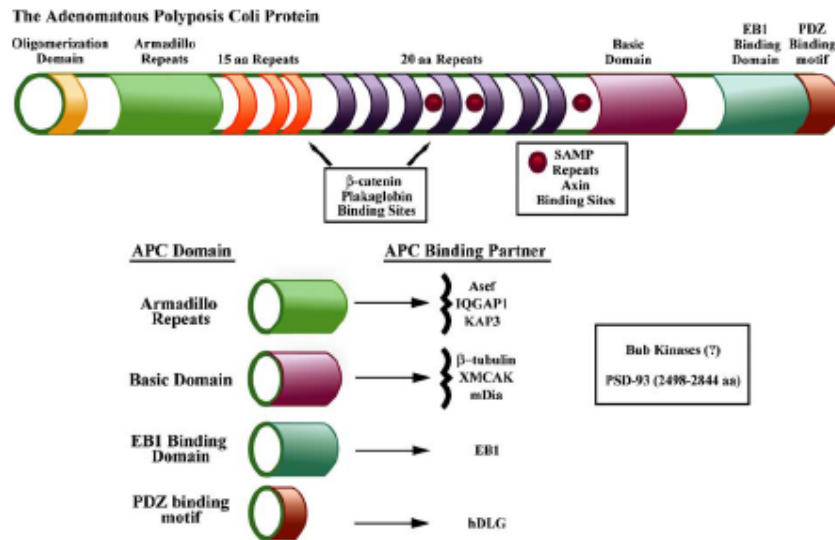 The Adenomatous Polyposis Coli Protein
Oligomerization
Domain
Armadillo
Repeats
15 aa Repeats
20 aa Repeats
Basic
Domain
EB1
Binding
Domain
PDZ
Binding
motif
β-catenin
Plakaglobin
Binding Sites
SAMP
Repeats
Axin
Binding Sites
APC Domain
APC Binding Partner
Armadillo
Repeats
Asef
IQGAP1
KAP3
Basic Domain
β-tubulin
XMCAK
mDia
Bub Kinases (?)
PSD-93 (2498-2844 aa)
EB1 Binding
Domain
EB1
PDZ binding
motif
hDLG